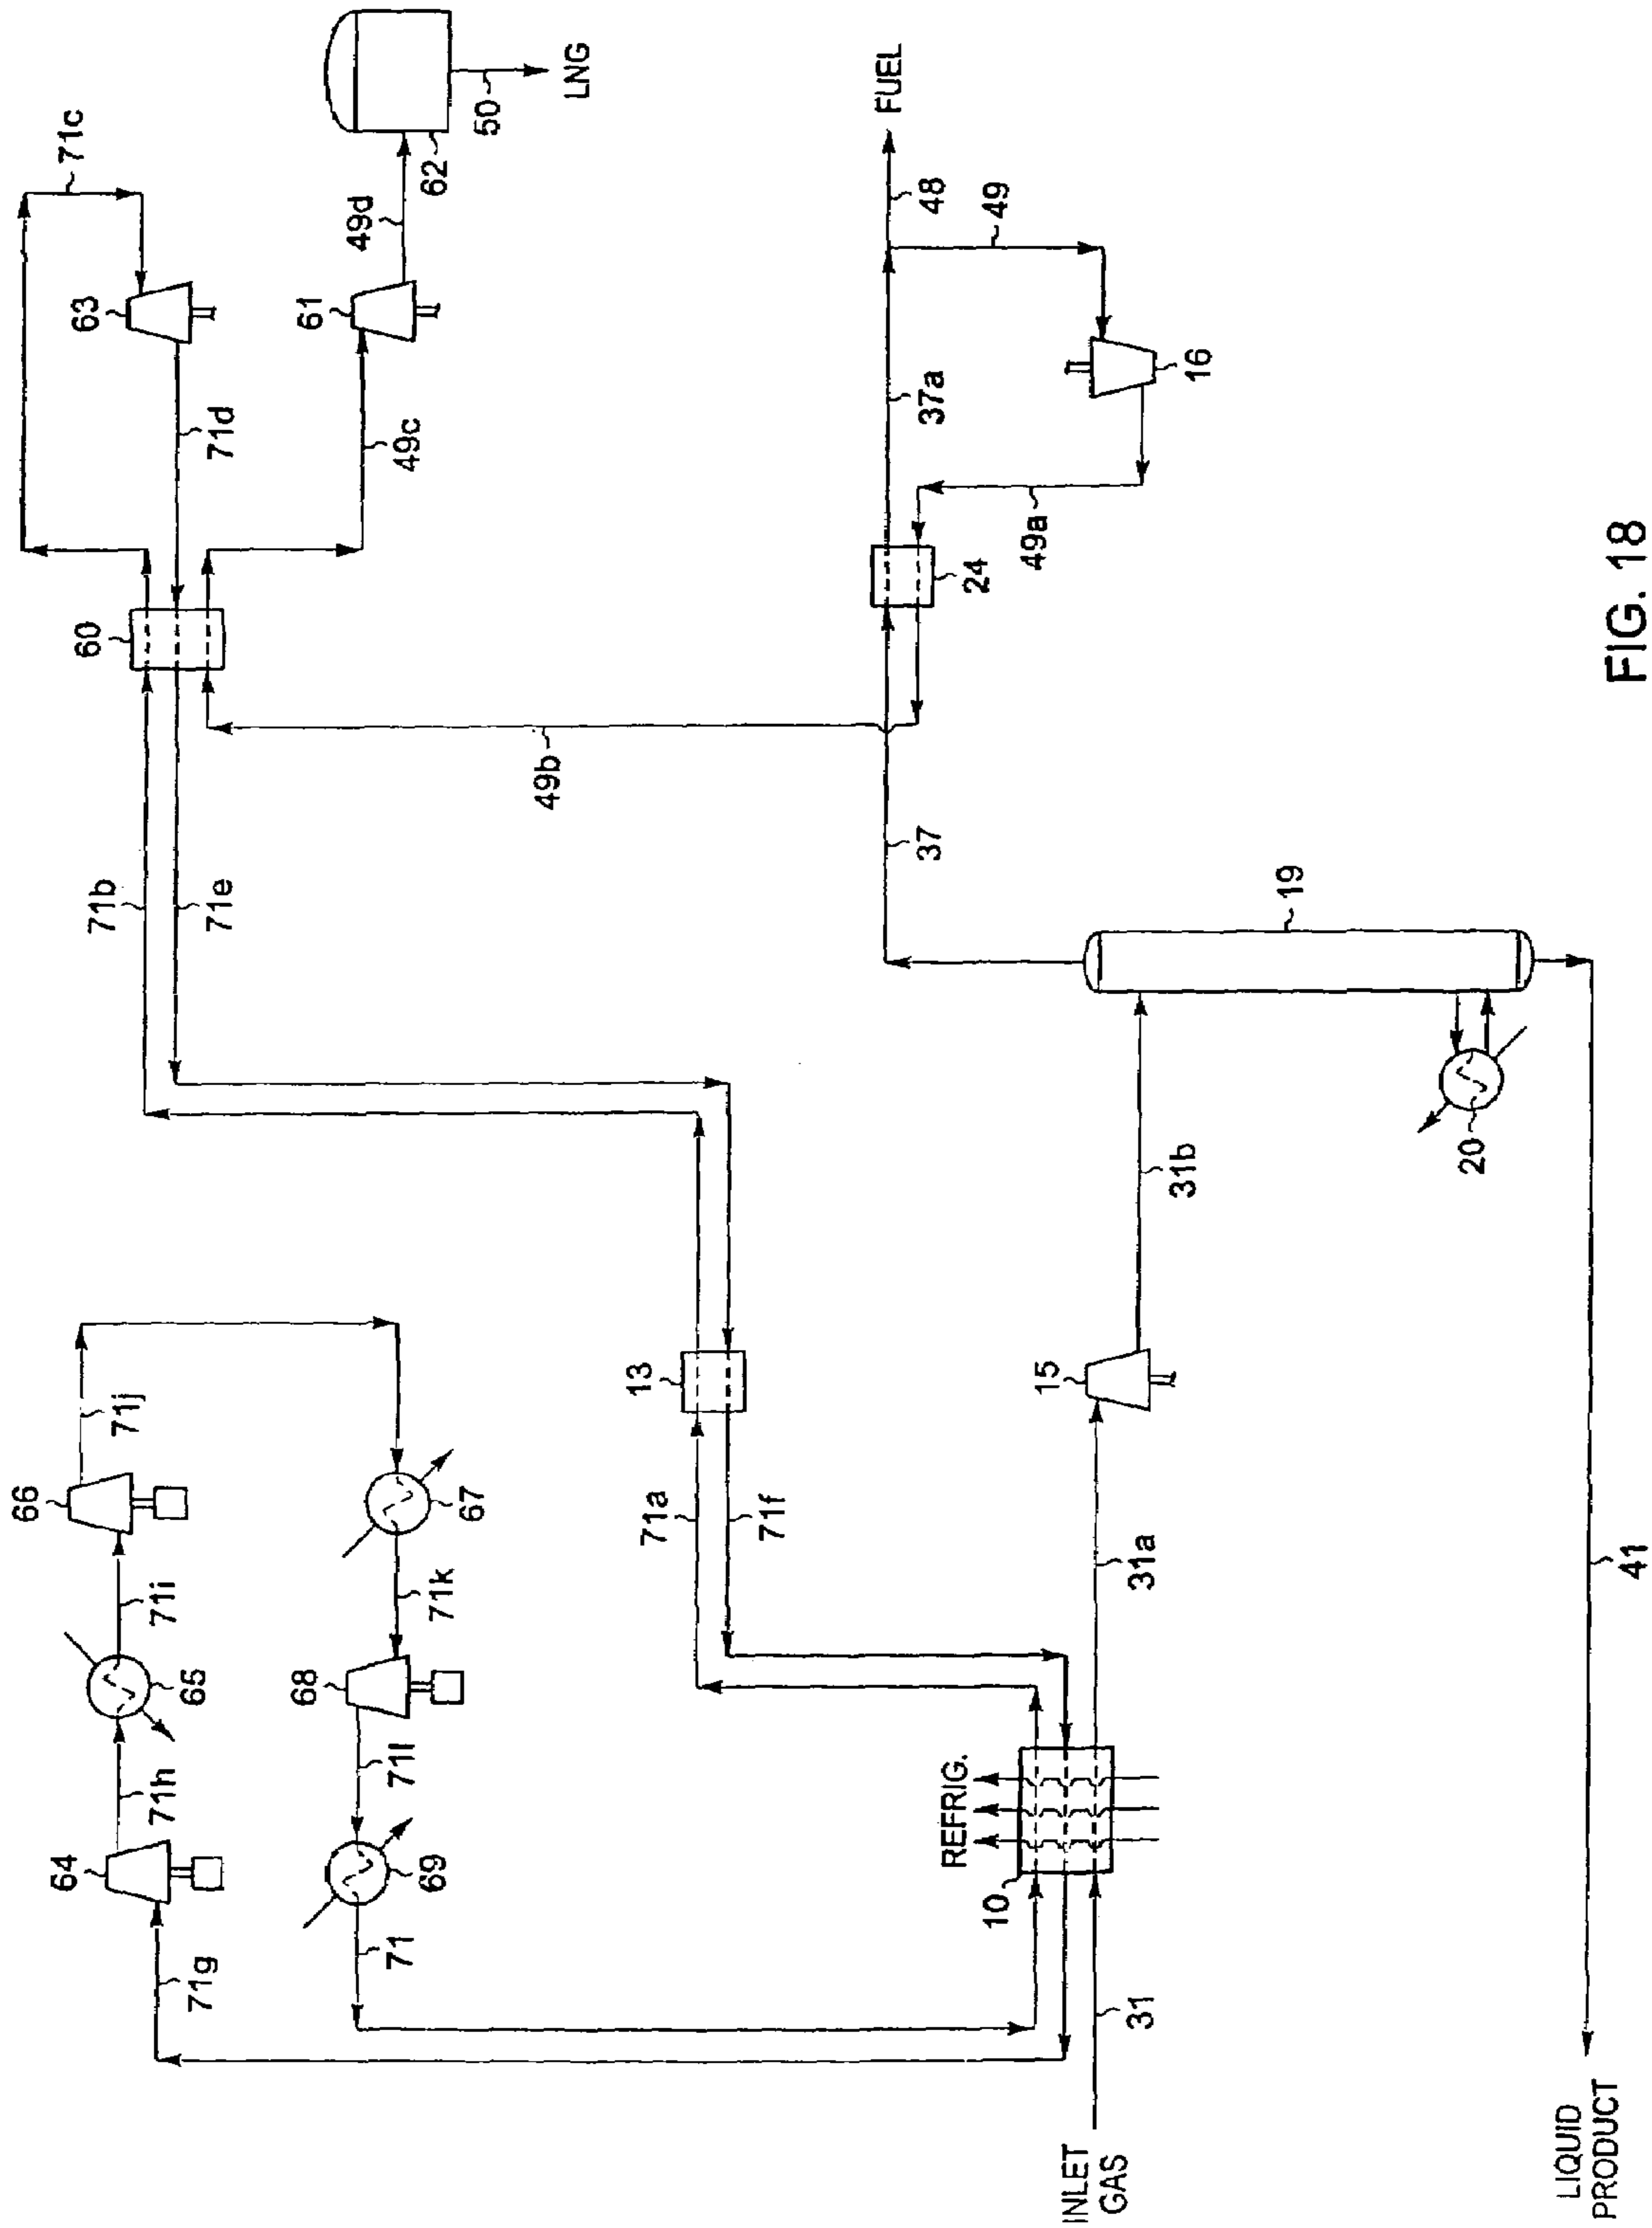 71c
63
71d
60
71b
71e
61
49d
49c
62
50
LNG
49b
FUEL
48
49
37a
16
49a
24
37
19
20
31b
15
31a
13
71a
71f
66
71j
67
71i
65
71k
68
71h
71l
64
69
71g
71
REFRIG.
10
31
INLET
GAS
41
LIQUID
PRODUCT
FIG. 18